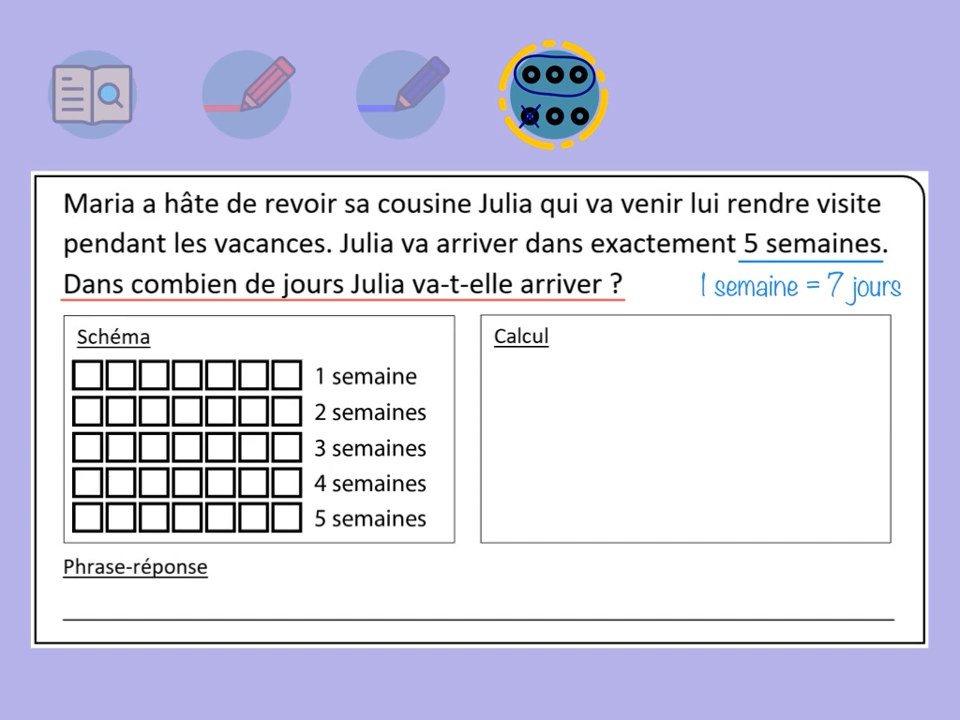 Maria a hâte de revoir sa cousine Julia qui va venir lui rendre visite
pendant les vacances. Julia va arriver dans exactement 5 semaines.
Dans combien de jours Julia va-t-elle arriver ?
1 semaine = 7 jours
Schéma
1 semaine
2 semaines
3 semaines
4 semaines
5 semaines
Calcul
Phrase-réponse